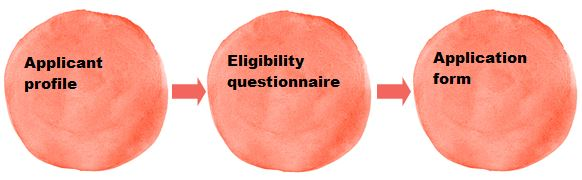 Applicant
profile
Eligibility
questionnaire
Application
form